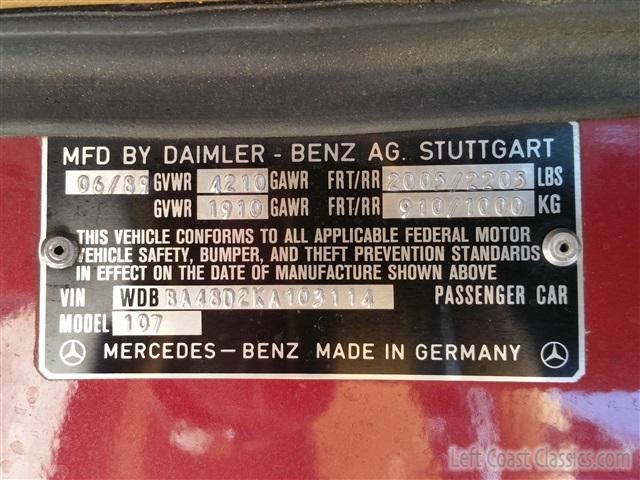 MFD BY DAIMLER - BENZ AG. STUTTGART
06/89 GVWR 4210 GAWR FRT/RR 2005/2205 LBS
GVWR 1910 GAWR FRT/RR 910/1000 KG
THIS VEHICLE CONFORMS TO ALL APPLICABLE FEDERAL MOTOR
VEHICLE SAFETY, BUMPER, AND THEFT PREVENTION STANDARDS
IN EFFECT ON THE DATE OF MANUFACTURE SHOWN ABOVE
VIN WDB BA48D2KA103114 PASSENGER CAR
MODEL 107
MERCEDES-BENZ MADE IN GERMANY
Left Coast Classics.com